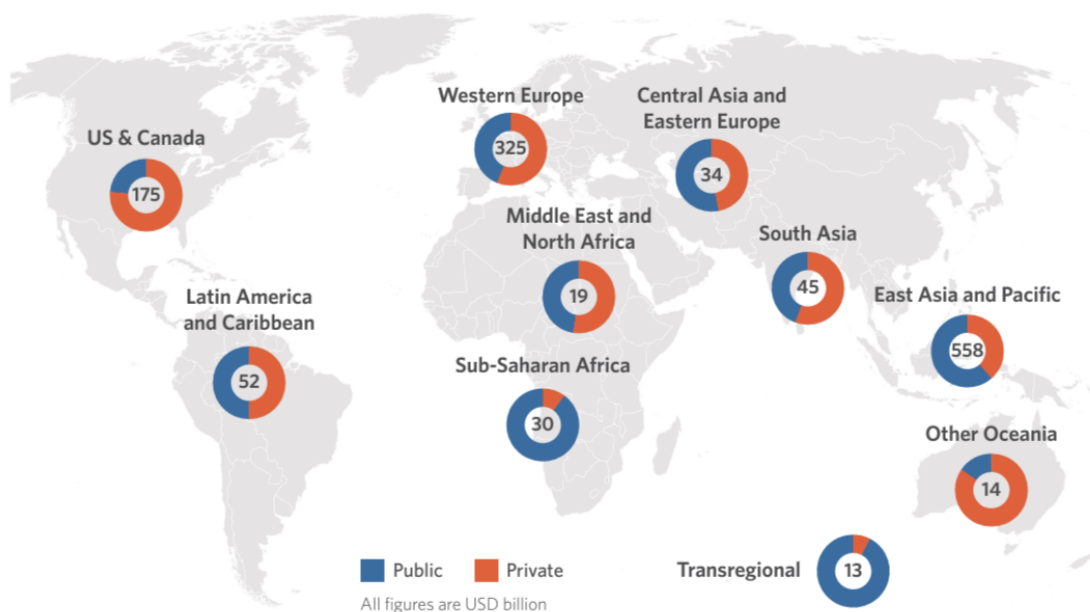 Western Europe
325
Central Asia and
Eastern Europe
34
US & Canada
175
Middle East and
North Africa
19
South Asia
45
East Asia and Pacific
558
Latin America
and Caribbean
52
Sub-Saharan Africa
30
Other Oceania
14
Transregional
13
Public
Private
All figures are USD billion